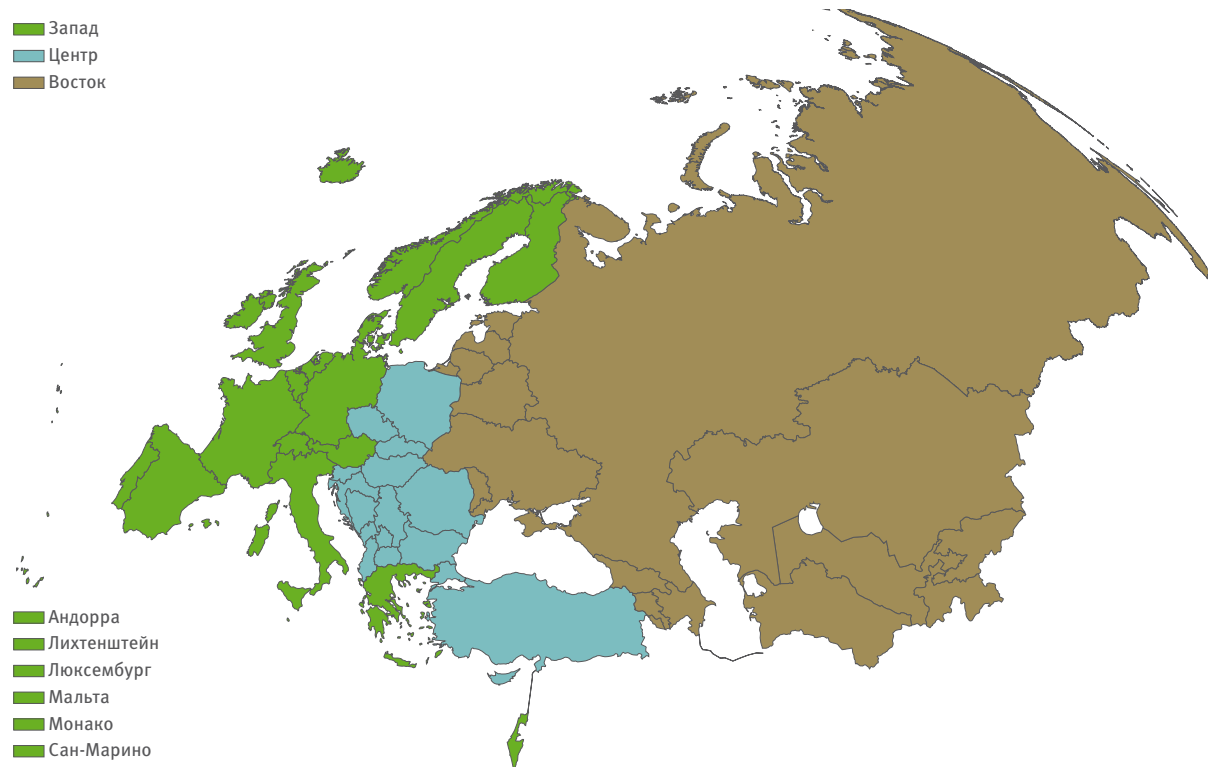 Запад
Центр
Восток
Андорра
Лихтенштейн
Люксембург
Мальта
Монако
Сан-Марино